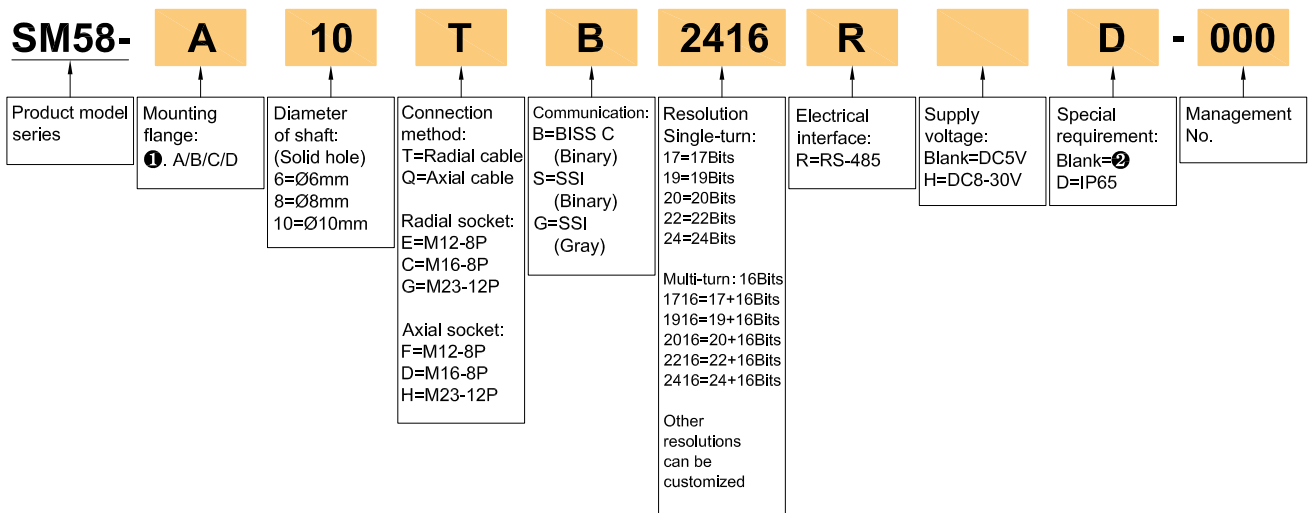 SM58- A 10 T B 2416 R D - 000
Product model
series
Mounting
flange:
❶. A/B/C/D
Diameter
of shaft:
(Solid hole)
6=Ø6mm
8=Ø8mm
10=Ø10mm
Connection
method:
T=Radial cable
Q=Axial cable
Radial socket:
E=M12-8P
C=M16-8P
G=M23-12P
Axial socket:
F=M12-8P
D=M16-8P
H=M23-12P
Communication:
B=BISS C
(Binary)
S=SSI
(Binary)
G=SSI
(Gray)
Resolution
Single-turn:
17=17Bits
19=19Bits
20=20Bits
22=22Bits
24=24Bits
Multi-turn: 16Bits
1716=17+16Bits
1916=19+16Bits
2016=20+16Bits
2216=22+16Bits
2416=24+16Bits
Other
resolutions
can be
customized
Electrical
interface:
R=RS-485
Supply
voltage:
Blank=DC5V
H=DC8-30V
Special
requirement:
Blank=❷
D=IP65
Management
No.